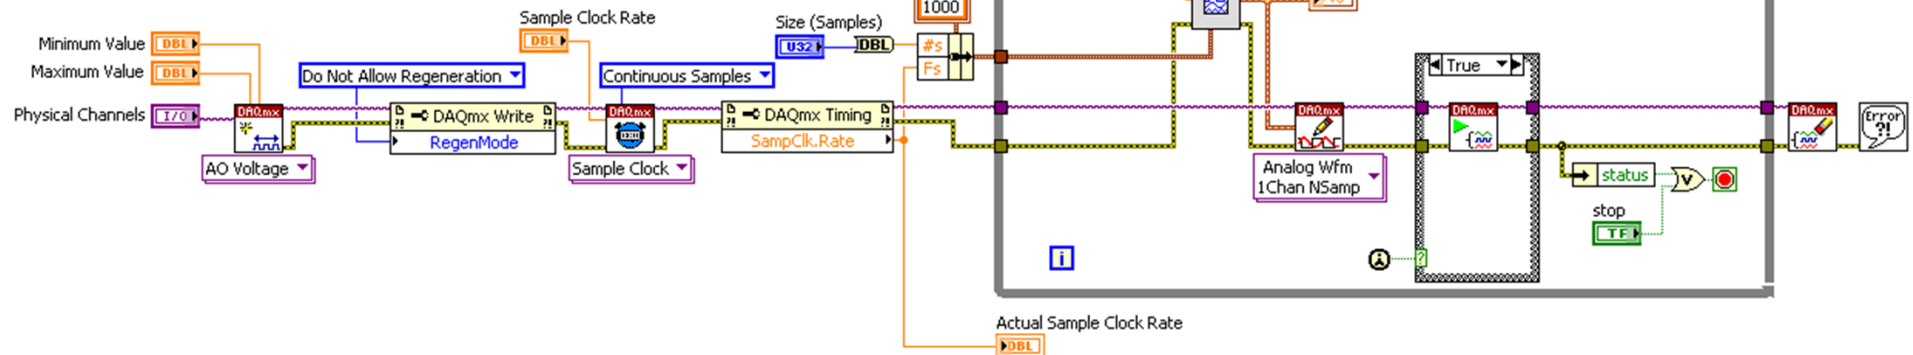 1000
Sample Clock Rate
DBL
Size (Samples)
U32
DBL
#s
Fs
Minimum Value
DBL
Maximum Value
DBL
Do Not Allow Regeneration
Continuous Samples
True
Physical Channels
I/O
DAQmx
DAQmx Write
RegenMode
DAQmx
DAQmx Timing
SampClk.Rate
DAQmx
DAQmx
DAQmx
Error
?!
AO Voltage
Sample Clock
Analog Wfm
1Chan NSamp
status
V
stop
TF
i
?
Actual Sample Clock Rate
DBL